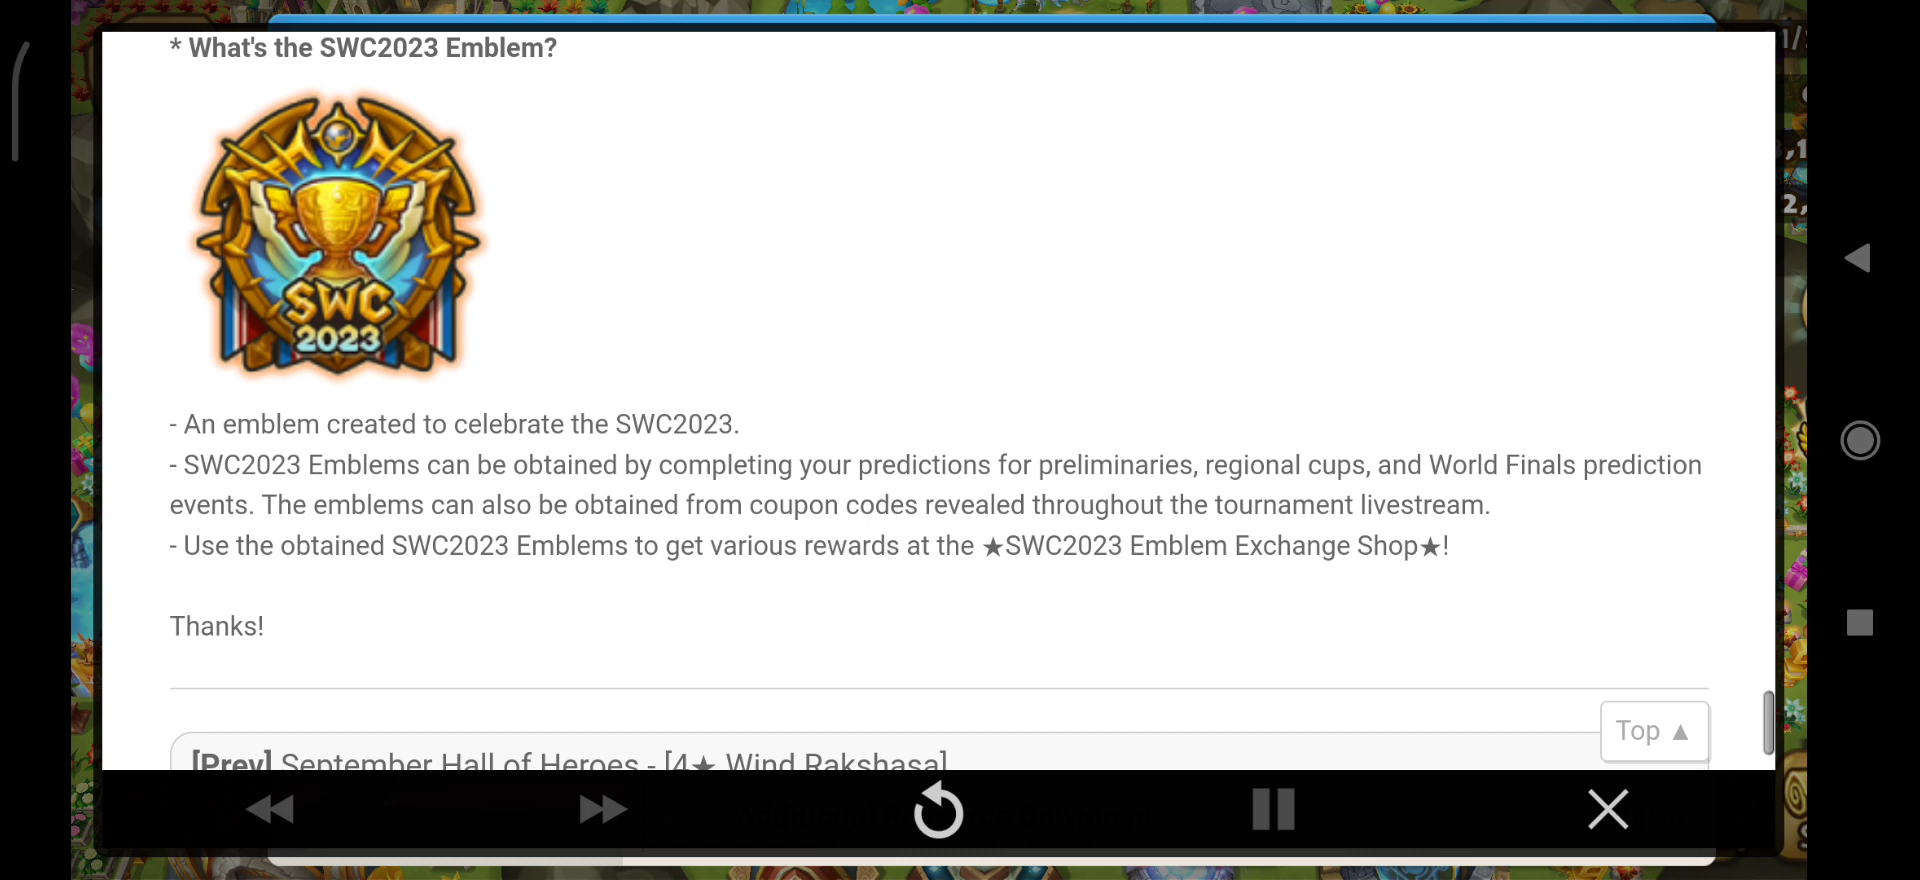 * What's the SWC2023 Emblem?
SWC
2023
- An emblem created to celebrate the SWC2023.
- SWC2023 Emblems can be obtained by completing your predictions for preliminaries, regional cups, and World Finals prediction
events. The emblems can also be obtained from coupon codes revealed throughout the tournament livestream.
- Use the obtained SWC2023 Emblems to get various rewards at the ★SWC2023 Emblem Exchange Shop★!
Thanks!
Top ▲
[Prev] September Hall of Heroes - [4★ Wind Rakshasa]